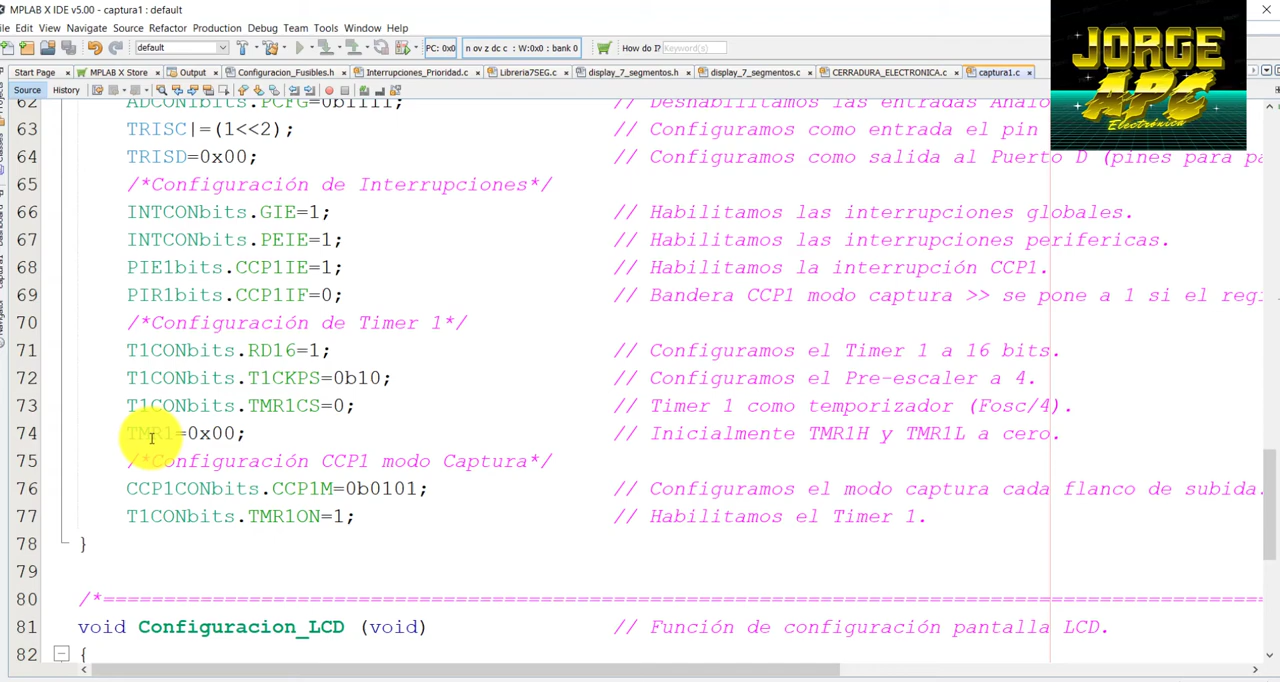 MPLAB X IDE v5.00 - captura1 : default
File Edit View Navigate Source Refactor Production Debug Team Tools Window Help
default PC: 0x0 n ov z dc c : W:0x0 : bank 0 How do I? Keyword(s)
Start Page MPLAB X Store Output Configuracion_Fusibles.h Interrupciones_Prioridad.c Libreria7SEG.c display_7_segmentos.h display_7_segmentos.c CERRADURA_ELECTRONICA.c captura1.c
Source History
62 ADCON1bits.PCFG=0b1111; // Deshabilitamos las entradas Análo
63 TRISC|=(1<<2); // Configuramos como entrada el pin
64 TRISD=0x00; // Configuramos como salida al Puerto D (pines para pa
65 /*Configuración de Interrupciones*/
66 INTCONbits.GIE=1; // Habilitamos las interrupciones globales.
67 INTCONbits.PEIE=1; // Habilitamos las interrupciones perifericas.
68 PIE1bits.CCP1IE=1; // Habilitamos la interrupción CCP1.
69 PIR1bits.CCP1IF=0; // Bandera CCP1 modo captura >> se pone a 1 si el regi
70 /*Configuración de Timer 1*/
71 T1CONbits.RD16=1; // Configuramos el Timer 1 a 16 bits.
72 T1CONbits.T1CKPS=0b10; // Configuramos el Pre-escaler a 4.
73 T1CONbits.TMR1CS=0; // Timer 1 como temporizador (Fosc/4).
74 TMR1=0x00; // Inicialmente TMR1H y TMR1L a cero.
75 /*Configuración CCP1 modo Captura*/
76 CCP1CONbits.CCP1M=0b0101; // Configuramos el modo captura cada flanco de subida.
77 T1CONbits.TMR1ON=1; // Habilitamos el Timer 1.
78 }
79
80 /*==============================================================
81 void Configuracion_LCD (void) // Función de configuración pantalla LCD.
82 {
JORGE
APC
Electrónica